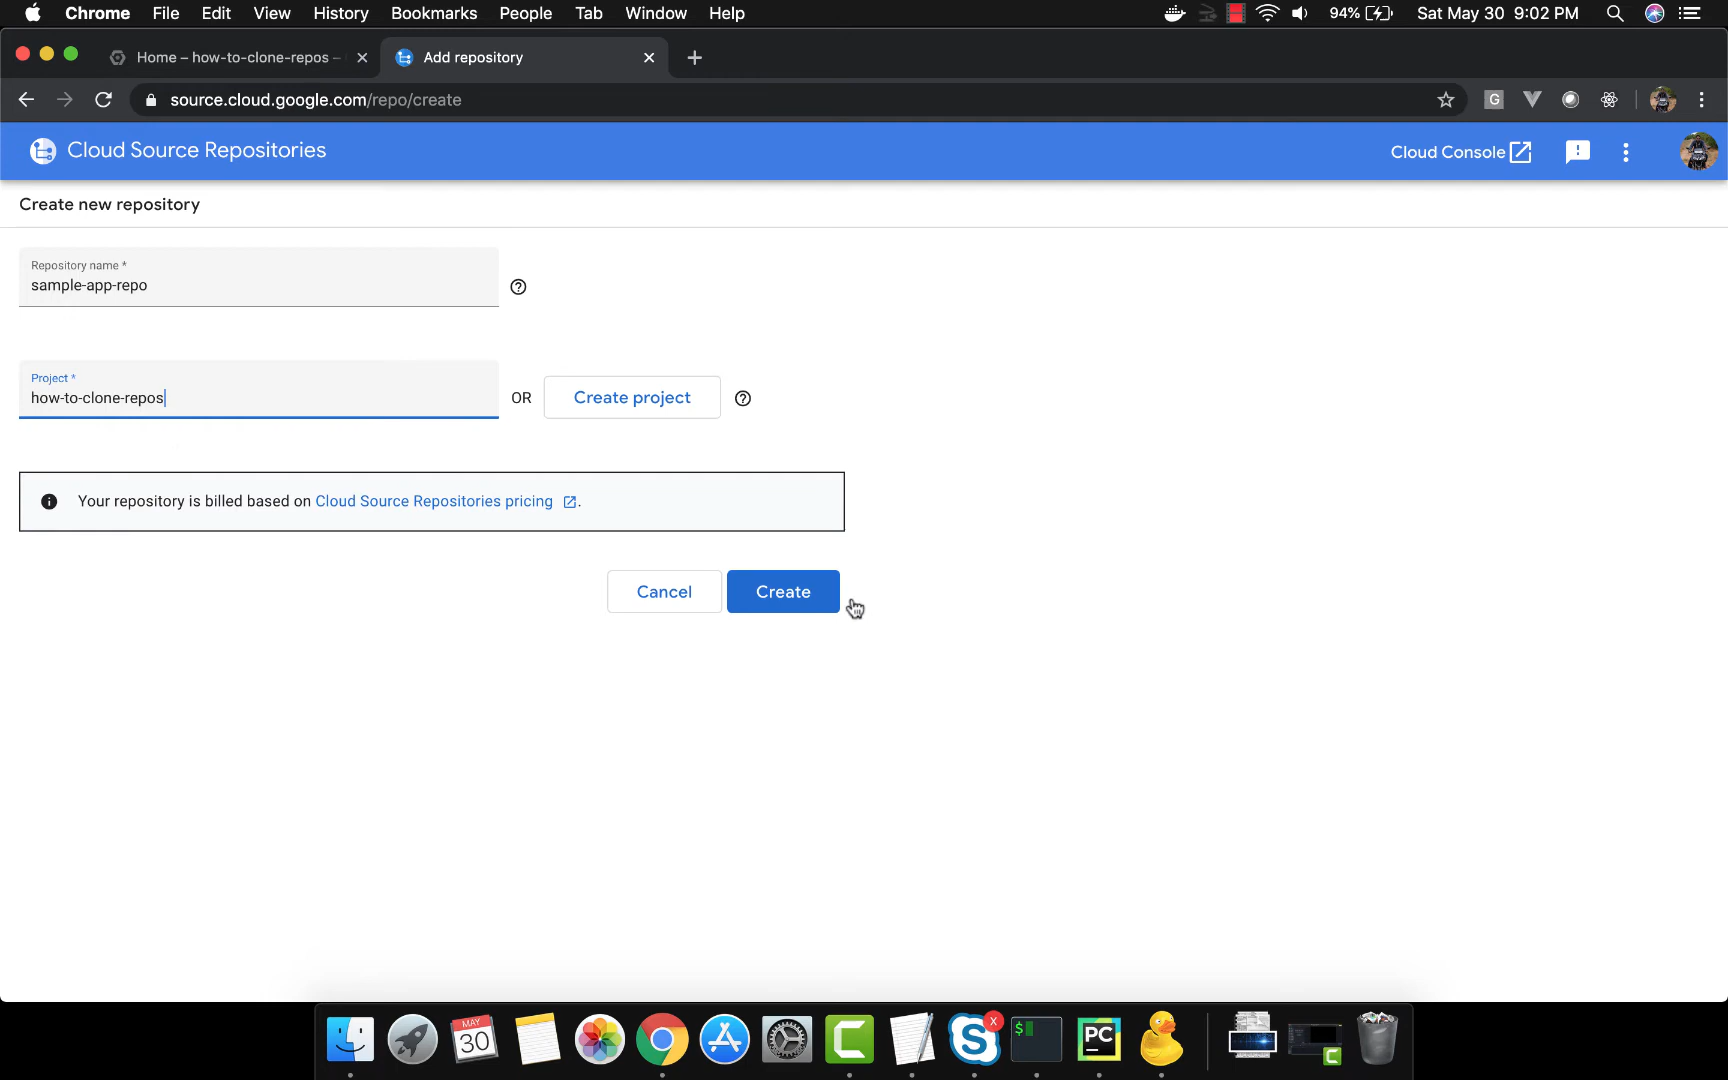 Chrome File Edit View History Bookmarks People Tab Window Help 94% Sat May 30 9:02 PM
Home – how-to-clone-repos –
Add repository
source.cloud.google.com/repo/create
G
Cloud Source Repositories
Cloud Console
Create new repository
Repository name *
sample-app-repo
Project *
how-to-clone-repos
OR
Create project
Your repository is billed based on Cloud Source Repositories pricing .
Cancel
Create
MAY
30
S
X
$
PC